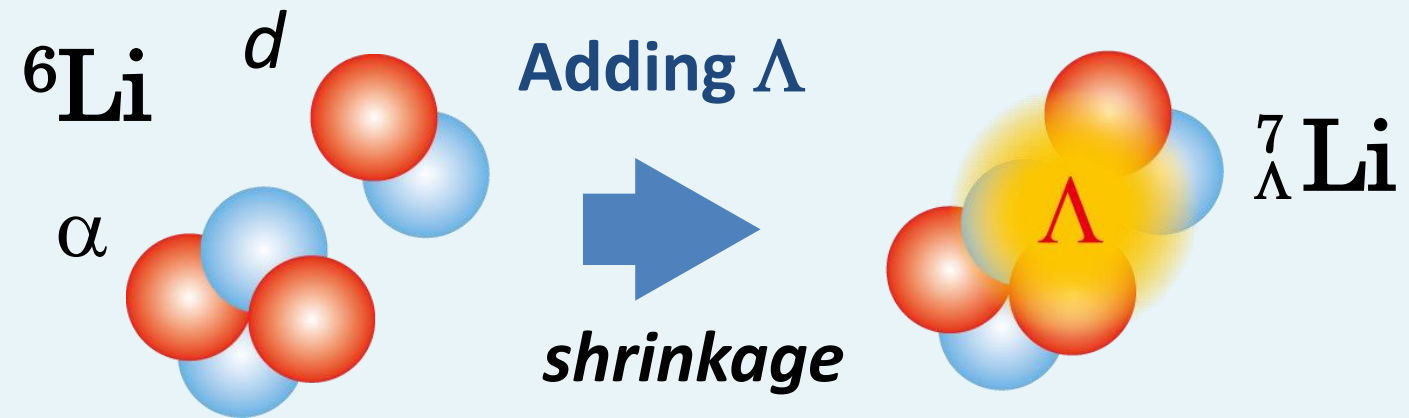 ⁶Li
d
α
Adding Λ
shrinkage
Λ
⁷ΛLi